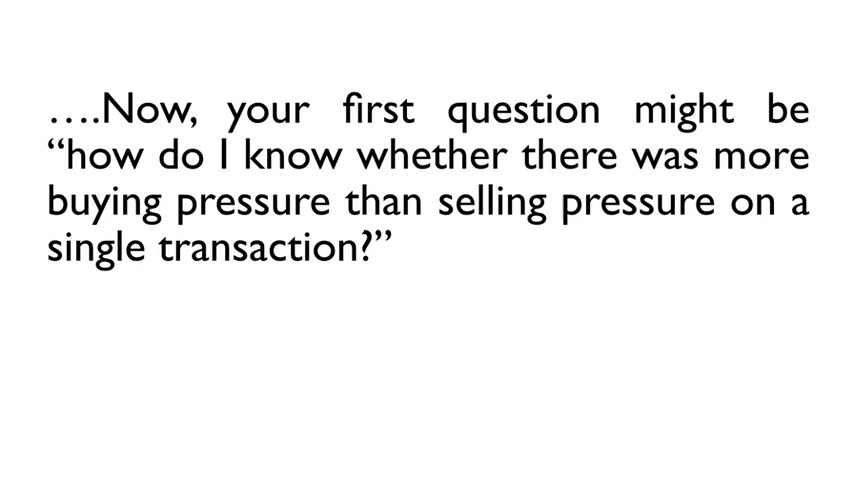 ….Now, your first question might be
“how do I know whether there was more
buying pressure than selling pressure on a
single transaction?”